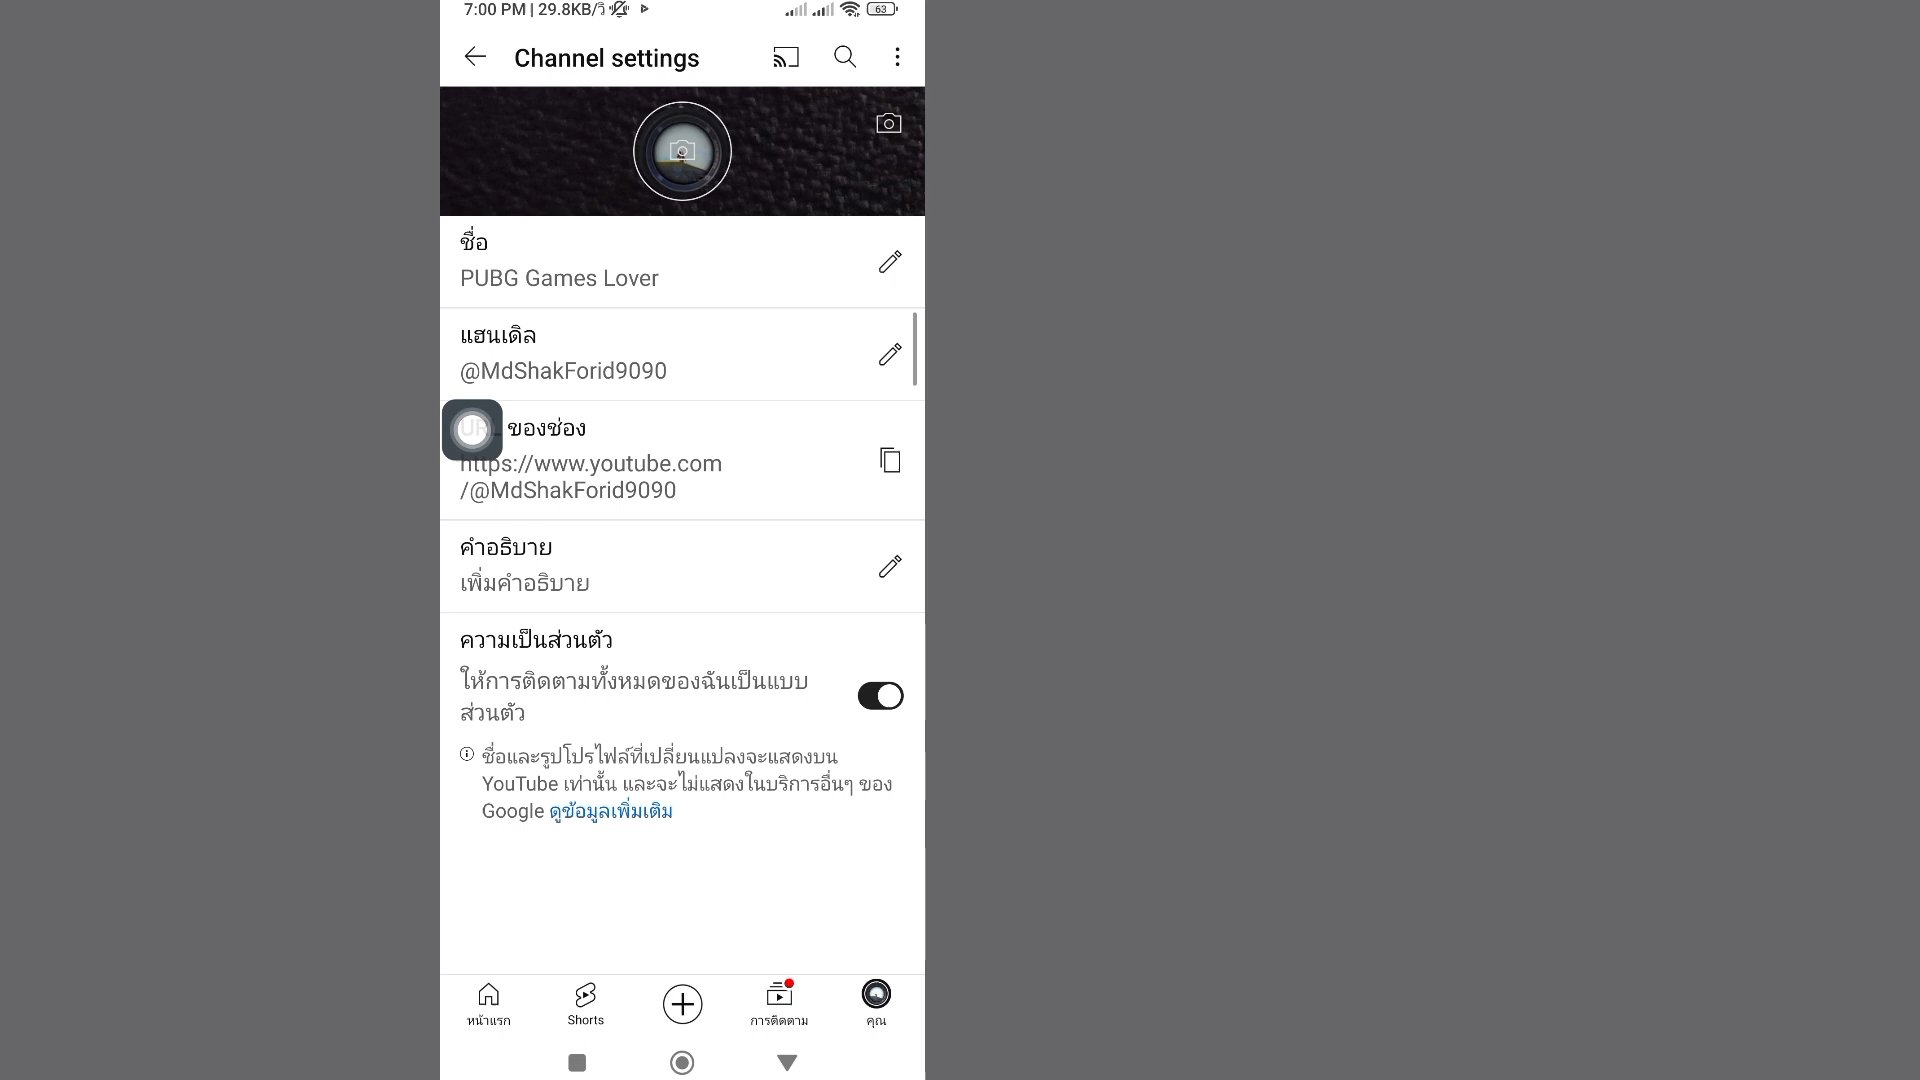 7:00 PM | 29.8KB/วิ
63
Channel settings
ชื่อ
PUBG Games Lover
แฮนเดิล
@MdShakForid9090
URL ของช่อง
https://www.youtube.com
/@MdShakForid9090
คำอธิบาย
เพิ่มคำอธิบาย
ความเป็นส่วนตัว
ให้การติดตามทั้งหมดของฉันเป็นแบบ
ส่วนตัว
ชื่อและรูปโปรไฟล์ที่เปลี่ยนแปลงจะแสดงบน
YouTube เท่านั้น และจะไม่แสดงในบริการอื่นๆ ของ
Google ดูข้อมูลเพิ่มเติม
หน้าแรก
Shorts
การติดตาม
คุณ